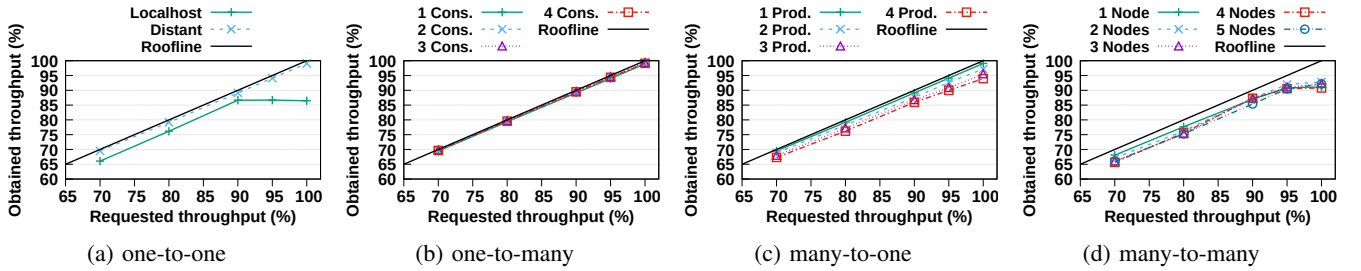 Localhost
Distant
Roofline
Obtained throughput (%)
100
95
90
85
80
75
70
65
60
65 70 75 80 85 90 95 100
Requested throughput (%)
(a) one-to-one
1 Cons.
2 Cons.
3 Cons.
4 Cons.
Roofline
Obtained throughput (%)
100
95
90
85
80
75
70
65
60
65 70 75 80 85 90 95 100
Requested throughput (%)
(b) one-to-many
1 Prod.
2 Prod.
3 Prod.
4 Prod.
Roofline
Obtained throughput (%)
100
95
90
85
80
75
70
65
60
65 70 75 80 85 90 95 100
Requested throughput (%)
(c) many-to-one
1 Node
2 Nodes
3 Nodes
4 Nodes
5 Nodes
Roofline
Obtained throughput (%)
100
95
90
85
80
75
70
65
60
65 70 75 80 85 90 95 100
Requested throughput (%)
(d) many-to-many